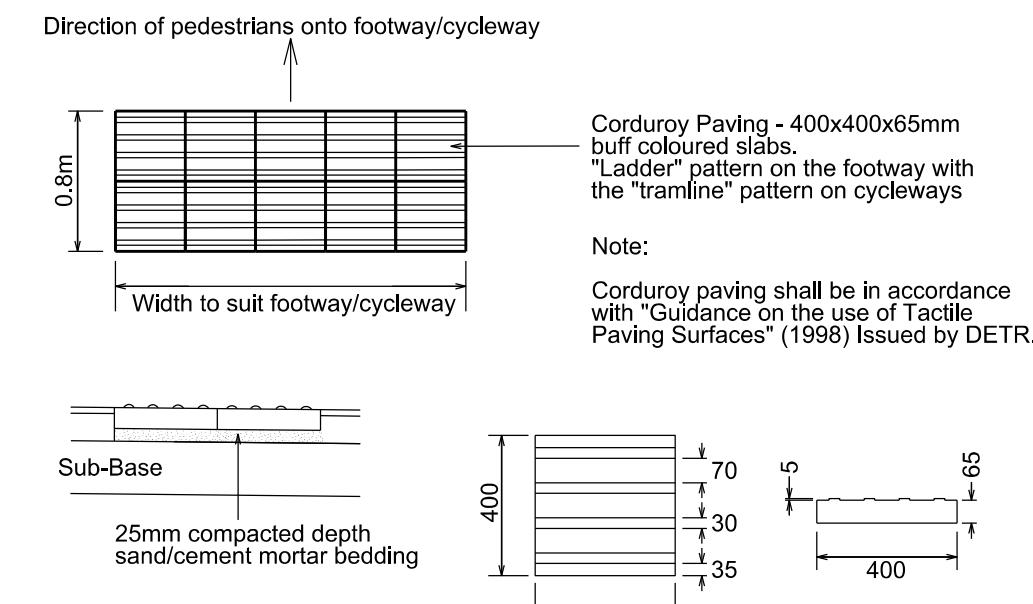 Direction of pedestrians onto footway/cycleway
0.8m
Width to suit footway/cycleway
Corduroy Paving - 400x400x65mm
buff coloured slabs.
"Ladder" pattern on the footway with
the "tramline" pattern on cycleways
Note:
Corduroy paving shall be in accordance
with "Guidance on the use of Tactile
Paving Surfaces" (1998) Issued by DETR.
Sub-Base
25mm compacted depth
sand/cement mortar bedding
400
70
30
35
5
65
400